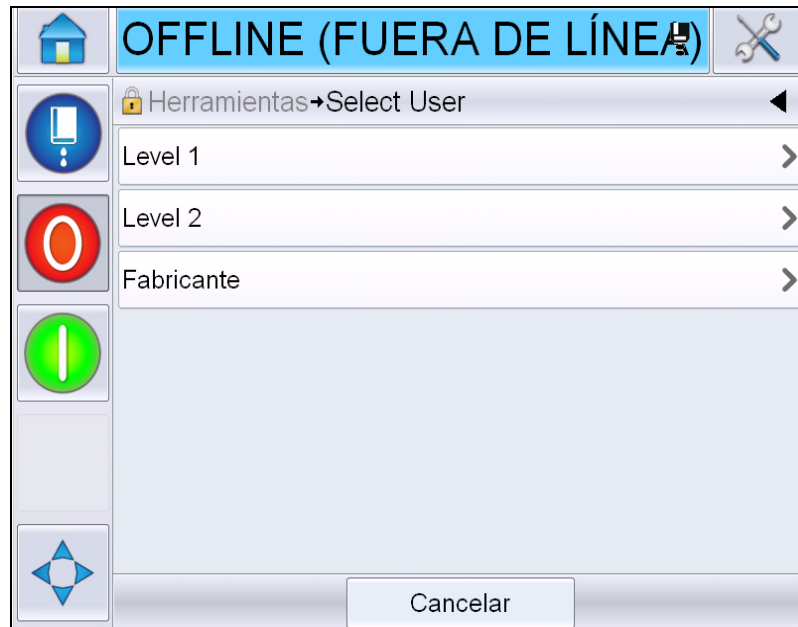 OFFLINE (FUERA DE LÍNEA)
Herramientas→Select User
Level 1
Level 2
Fabricante
Cancelar